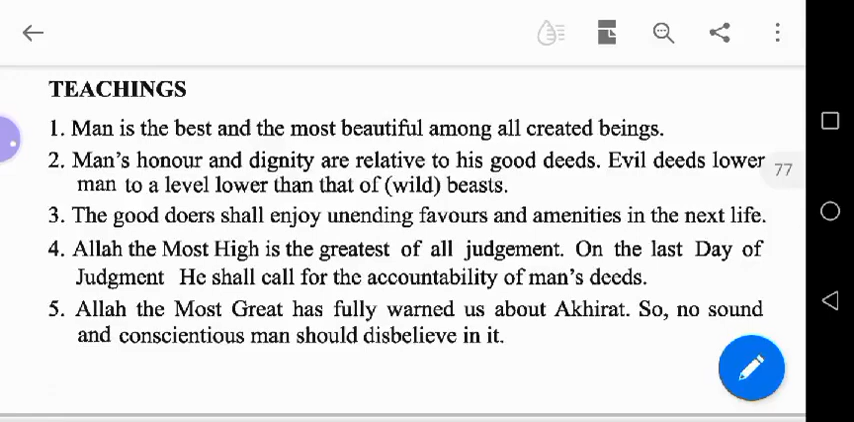 TEACHINGS
1. Man is the best and the most beautiful among all created beings.
2. Man's honour and dignity are relative to his good deeds. Evil deeds lower
man to a level lower than that of (wild) beasts.
77
3. The good doers shall enjoy unending favours and amenities in the next life.
4. Allah the Most High is the greatest of all judgement. On the last Day of
Judgment He shall call for the accountability of man's deeds.
5. Allah the Most Great has fully warned us about Akhirat. So, no sound
and conscientious man should disbelieve in it.